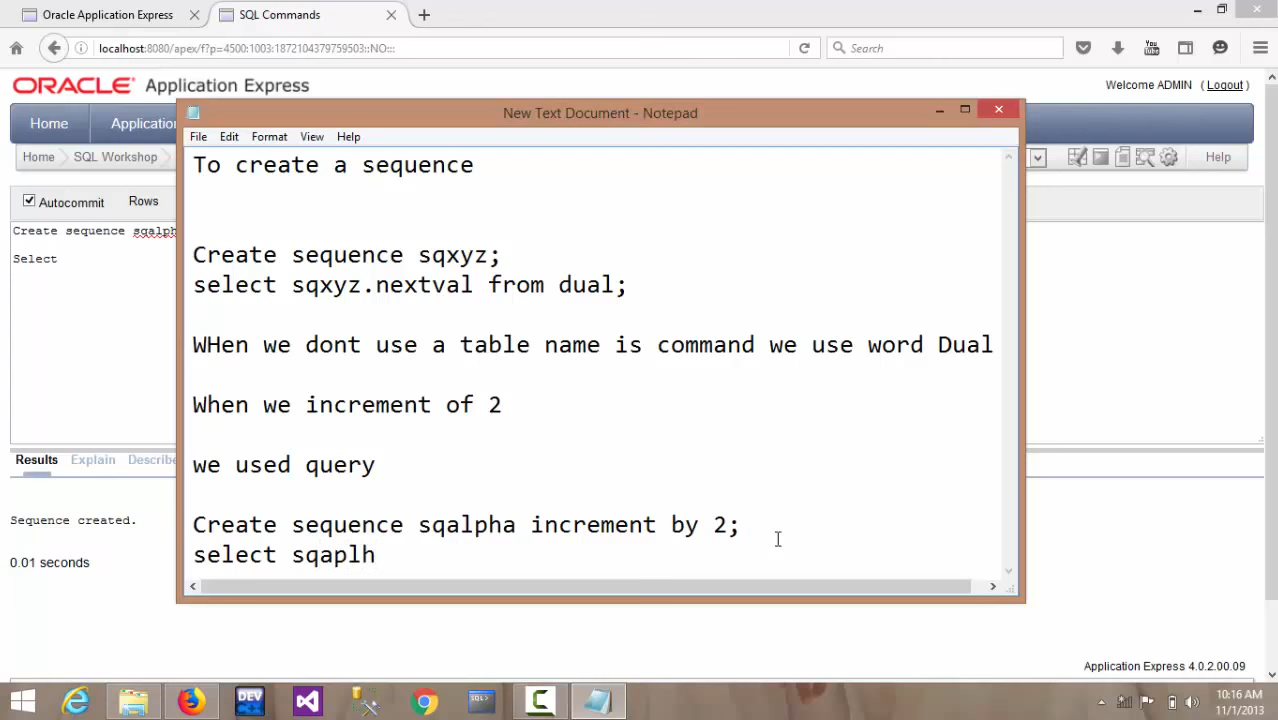 Oracle Application Express
SQL Commands
localhost:8080/apex/f?p=4500:1003:1872104379759503::NO:::
Search
You
ORACLE Application Express
Welcome ADMIN ( Logout )
Home
Applicatio
Home
SQL Workshop
Help
Autocommit
Rows
Create sequence sqalph
Select
Results
Explain
Describe
Sequence created.
0.01 seconds
Application Express 4.0.2.00.09
New Text Document - Notepad
File Edit Format View Help
To create a sequence
Create sequence sqxyz;
select sqxyz.nextval from dual;
WHen we dont use a table name is command we use word Dual
When we increment of 2
we used query
Create sequence sqalpha increment by 2;
select sqaplh
DEV
SQL>
C
10:16 AM
11/1/2013